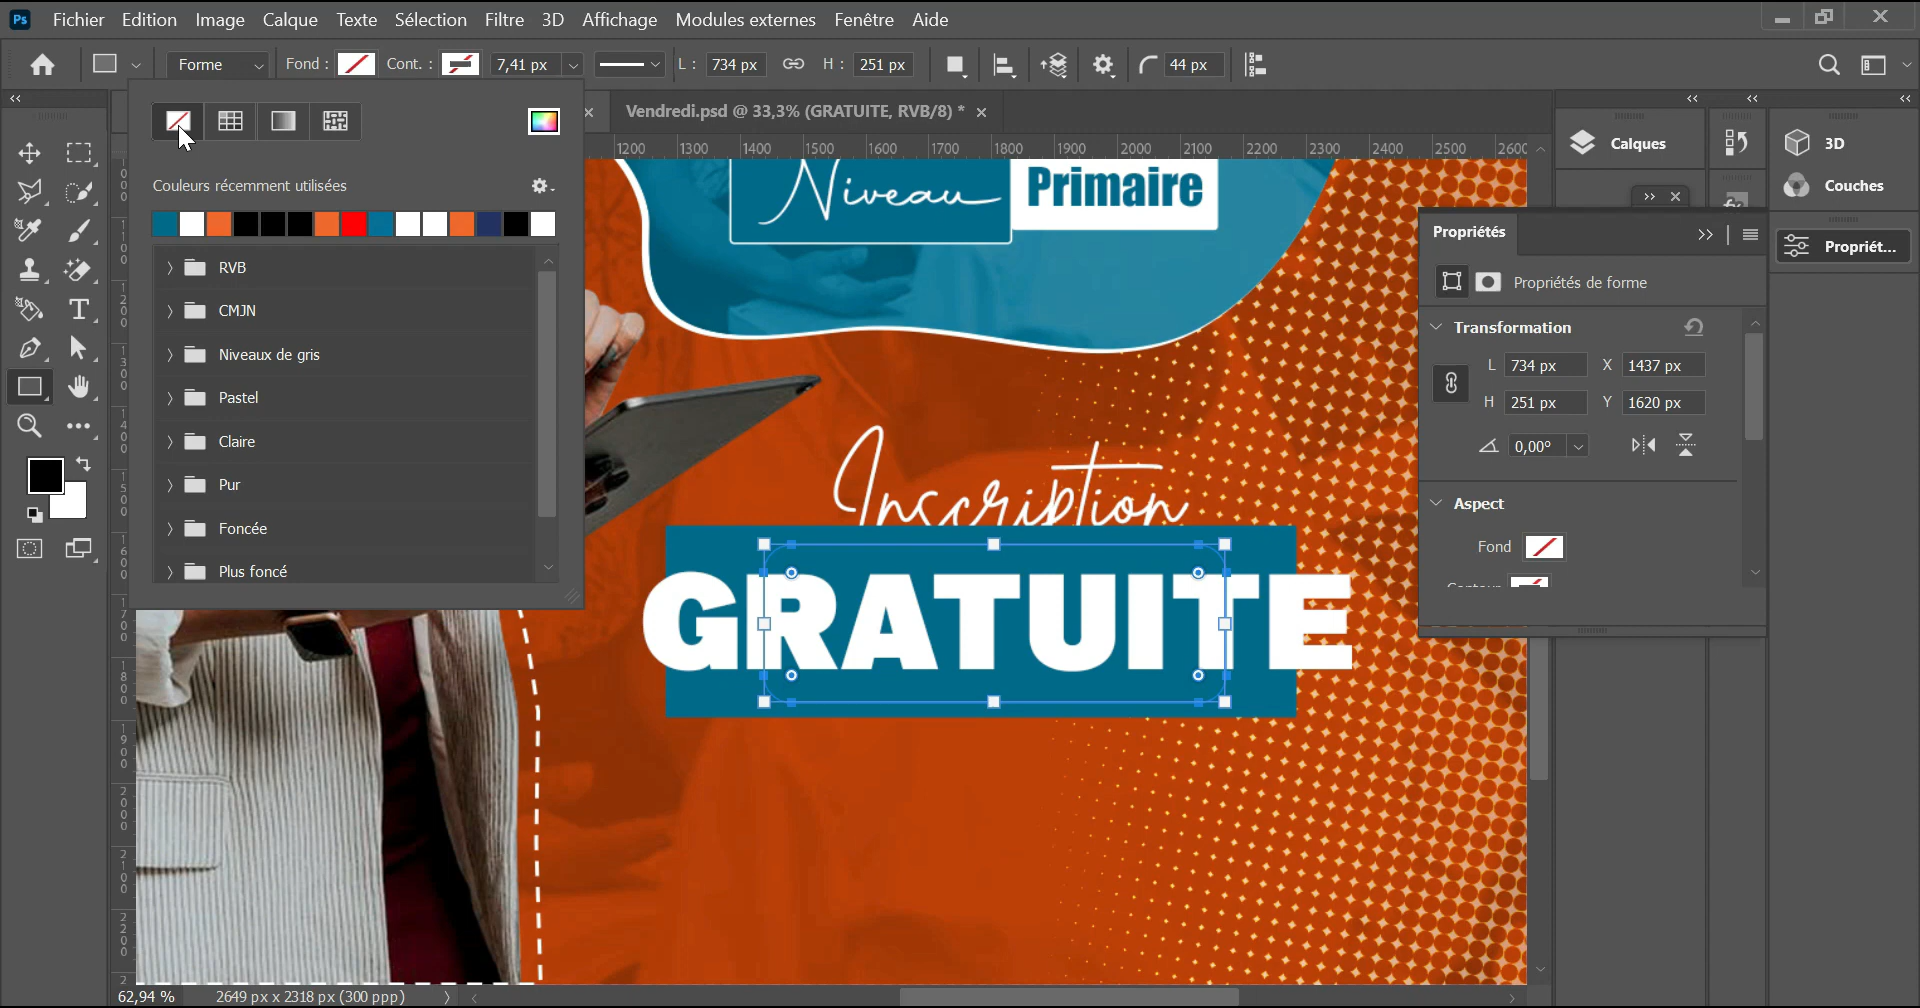 Ps Fichier Edition Image Calque Texte Sélection Filtre 3D Affichage Modules externes Fenêtre Aide
Forme Fond : Cont. : 7,41 px L : 734 px H : 251 px 44 px
Vendredi.psd @ 33,3% (GRATUITE, RVB/8) *
1200 1300 1400 1500 1600 1700 1800 1900 2000 2100 2200 2300 2400 2500
Couleurs récemment utilisées
RVB
CMJN
Niveaux de gris
Pastel
Claire
Pur
Foncée
Plus foncé
Niveau
Primaire
Inscription
GRATUITE
Calques
3D
Couches
Propriét...
Propriétés
Propriétés de forme
Transformation
L 734 px X 1437 px
H 251 px Y 1620 px
0,00°
Aspect
Fond
62,94 % 2649 px x 2318 px (300 ppp)